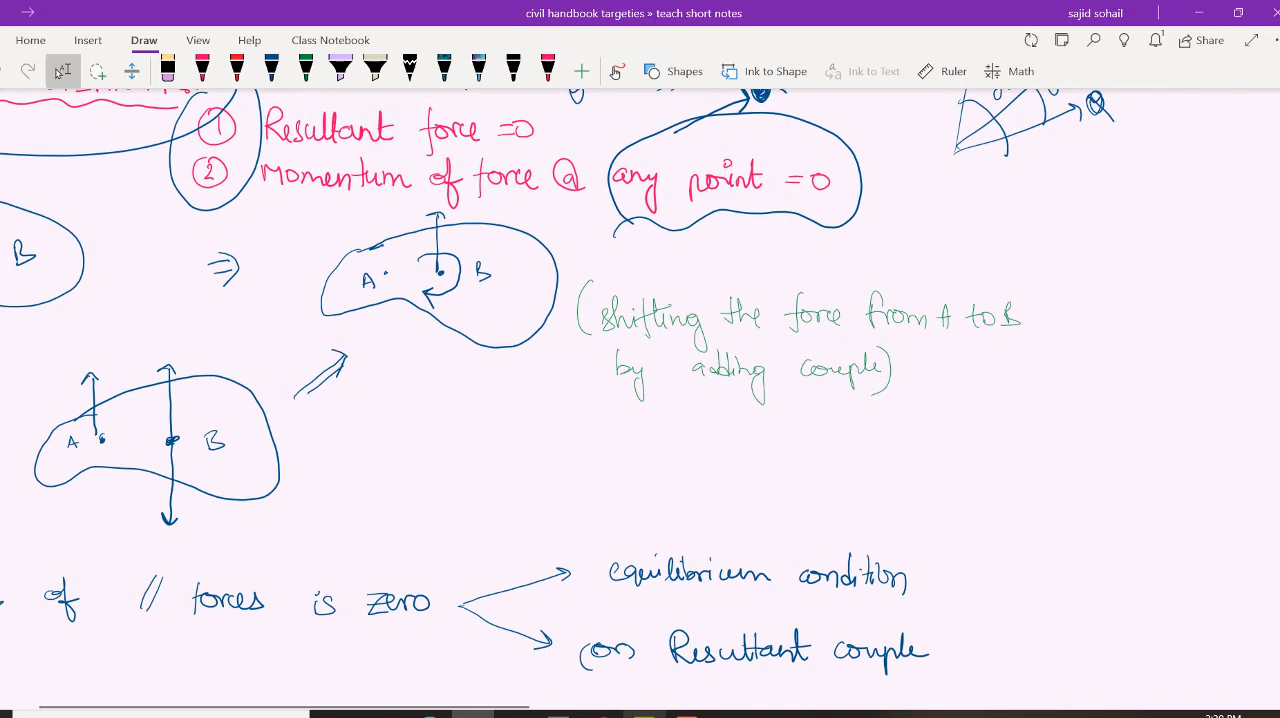 civil handbook targeties » teach short notes
sajid sohail
Home Insert Draw View Help Class Notebook
Share
Shapes Ink to Shape Ink to Text Ruler Math
① Resultant force = 0
② Momentum of force @ any point = 0
Q
B
⇒
A B
(shifting the force from A to B
by adding couple)
A B
of // forces is zero
equilibrium condition
(or) Resultant couple